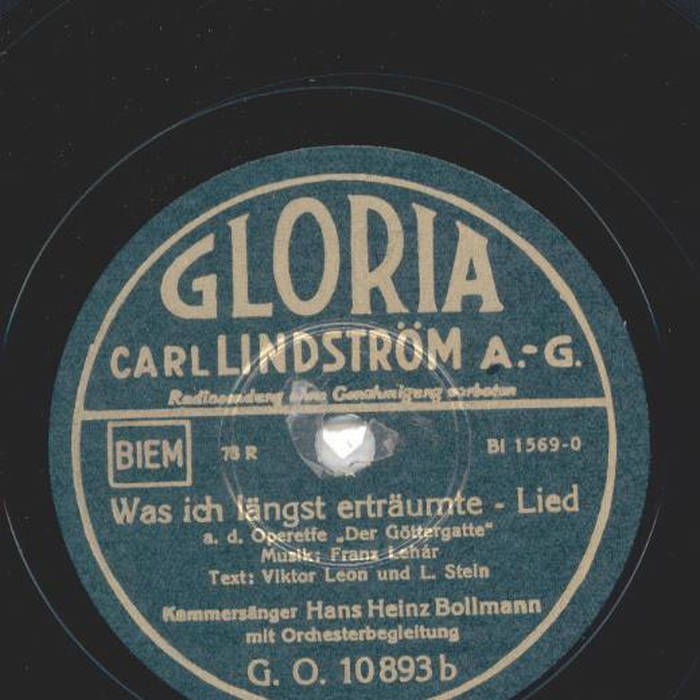 GLORIA
CARL LINDSTRÖM A.-G.
Radiosendung ohne Genehmigung verboten
BIEM 78 R BI 1569-0
Was ich längst erträumte - Lied
a. d. Operette „Der Göttergatte“
Musik: Franz Lehár
Text: Viktor Leon und L. Stein
Kammersänger Hans Heinz Bollmann
mit Orchesterbegleitung
G. O. 10893 b